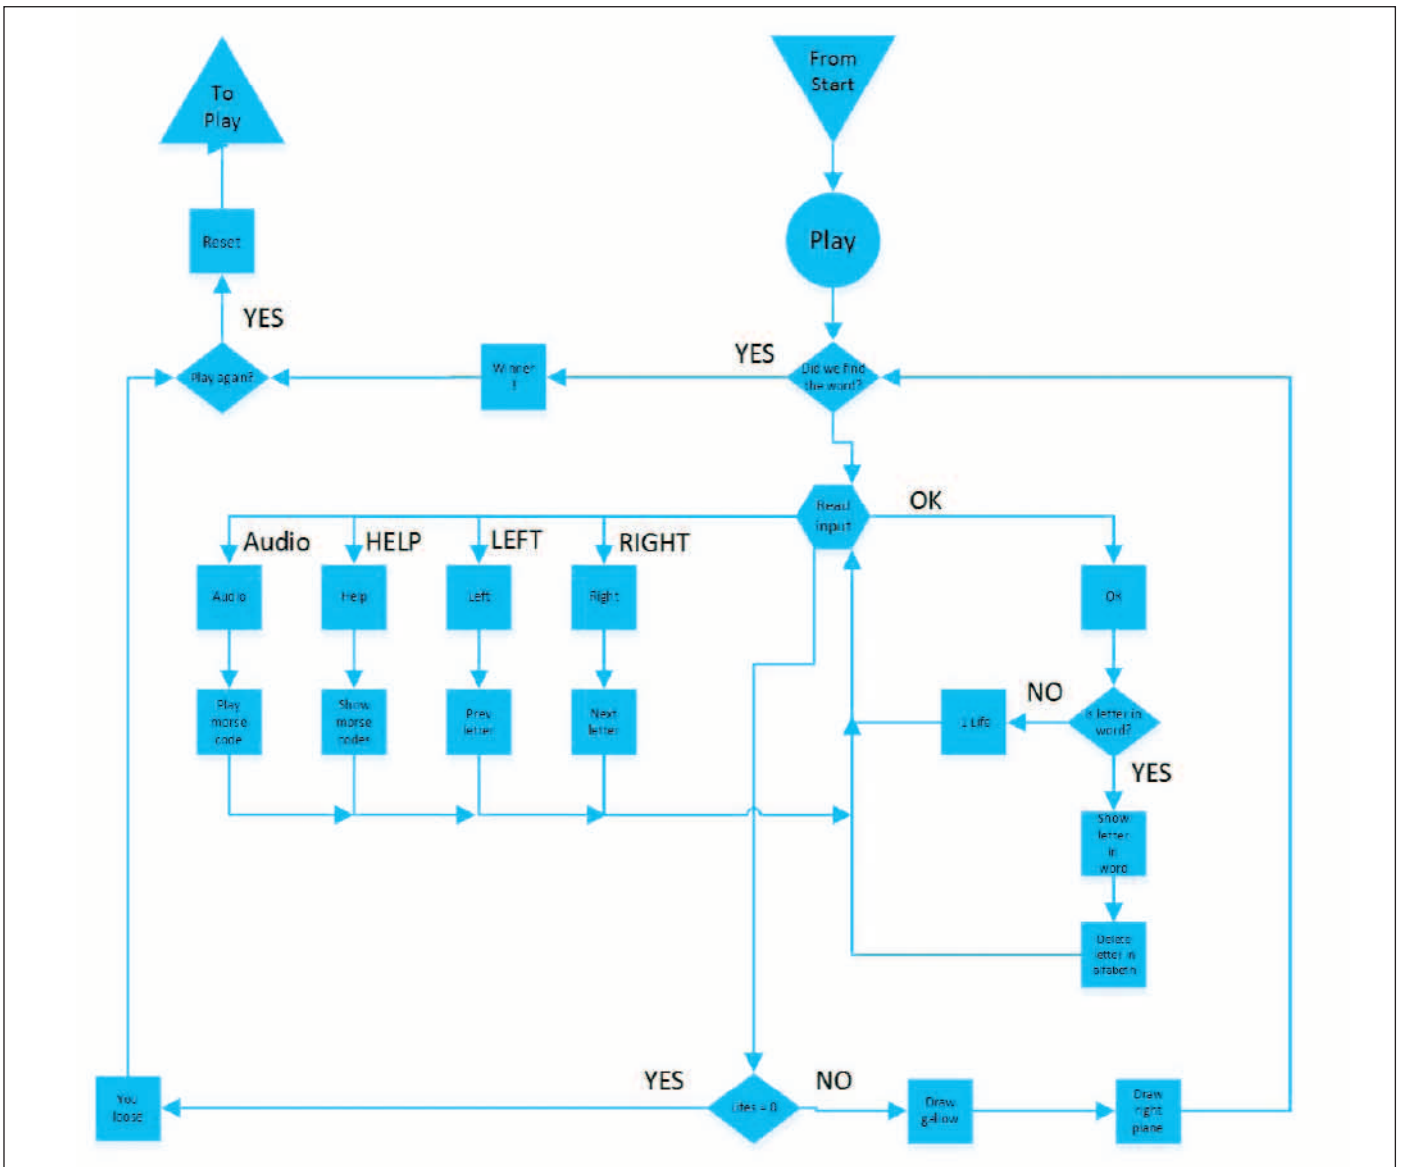 To
Play
From
Start
Reset
Play
YES
Play again?
Winner
!
YES
Did we find
the word?
Read
input
OK
Audio
HELP
LEFT
RIGHT
Audio
Help
Left
Right
OK
Play
morse
code
Show
morse
Prev
letter
Next
letter
1 Life
NO
Is letter in
word?
YES
Show
letter
in
word
Delete
letter in
alfabeth
You
loose
YES
Lifes = 0
NO
Draw
gallow
Draw
right
plane